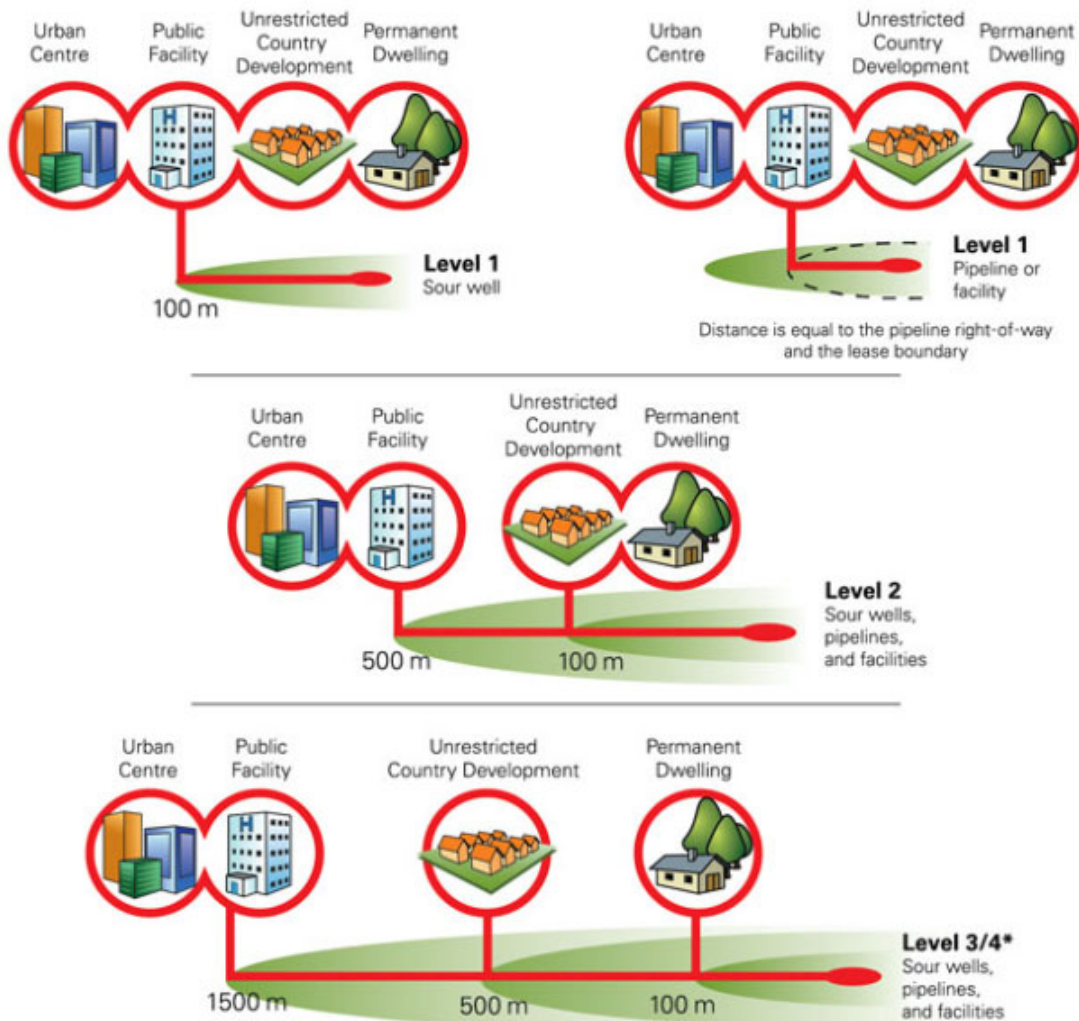 Urban
Centre
Public
Facility
Unrestricted
Country
Development
Permanent
Dwelling
Level 1
Sour well
100 m
Urban
Centre
Public
Facility
Unrestricted
Country
Development
Permanent
Dwelling
Level 1
Pipeline or
facility
Distance is equal to the pipeline right-of-way
and the lease boundary
Urban
Centre
Public
Facility
Unrestricted
Country
Development
Permanent
Dwelling
Level 2
Sour wells,
pipelines,
and facilities
500 m
100 m
Urban
Centre
Public
Facility
Unrestricted
Country Development
Permanent
Dwelling
Level 3/4*
Sour wells,
pipelines,
and facilities
1500 m
500 m
100 m